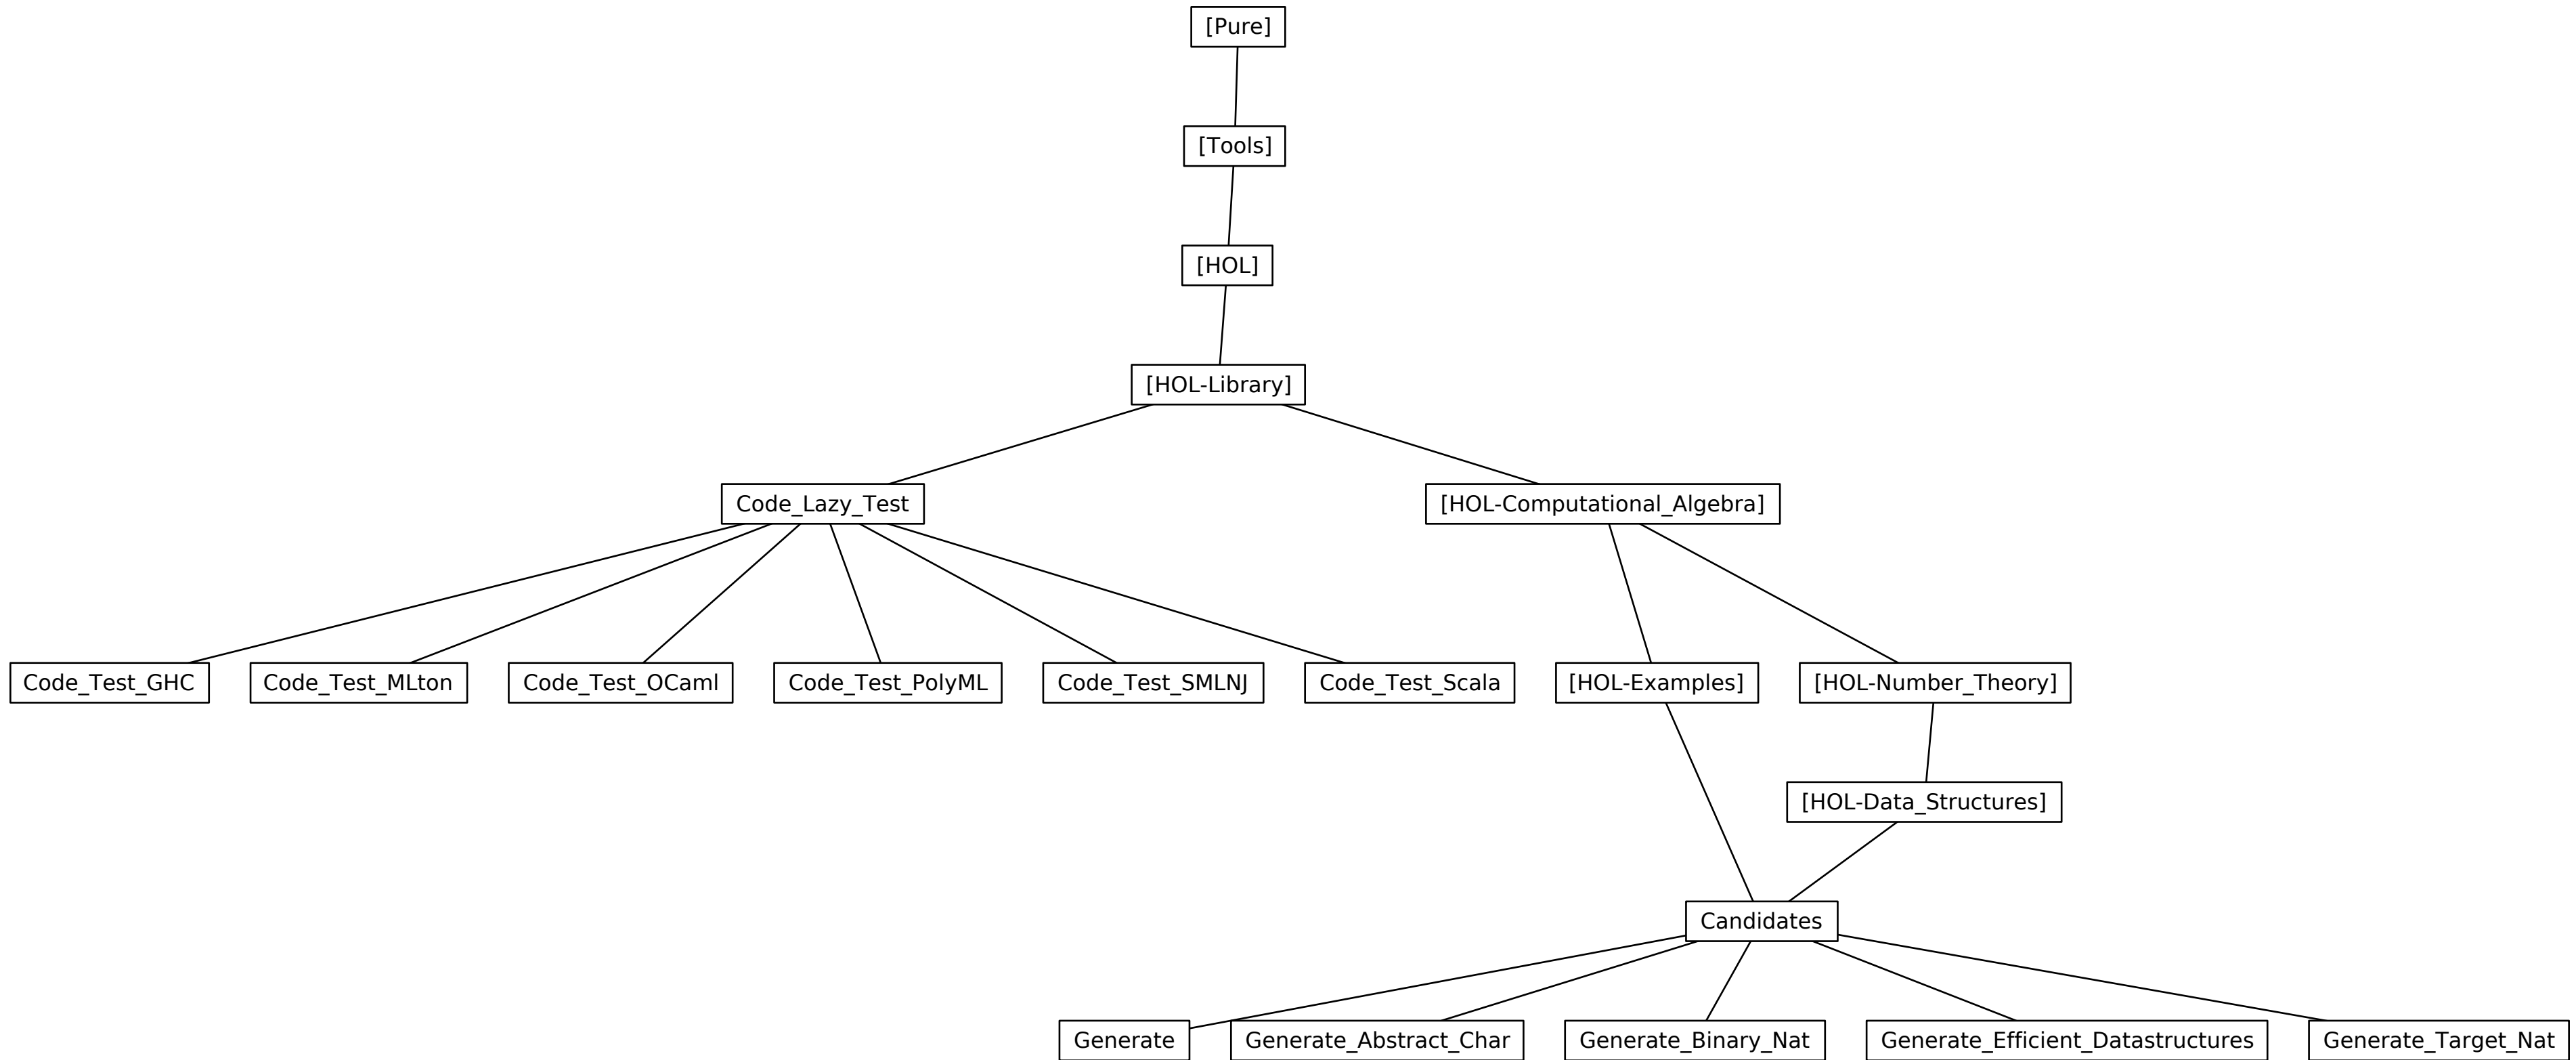 [Pure]
[Tools]
[HOL]
[HOL-Library]
Code_Lazy_Test
[HOL-Computational_Algebra]
Code_Test_GHC
Code_Test_MLton
Code_Test_OCaml
Code_Test_PolyML
Code_Test_SMLNJ
Code_Test_Scala
[HOL-Examples]
[HOL-Number_Theory]
[HOL-Data_Structures]
Candidates
Generate
Generate_Abstract_Char
Generate_Binary_Nat
Generate_Efficient_Datastructures
Generate_Target_Nat